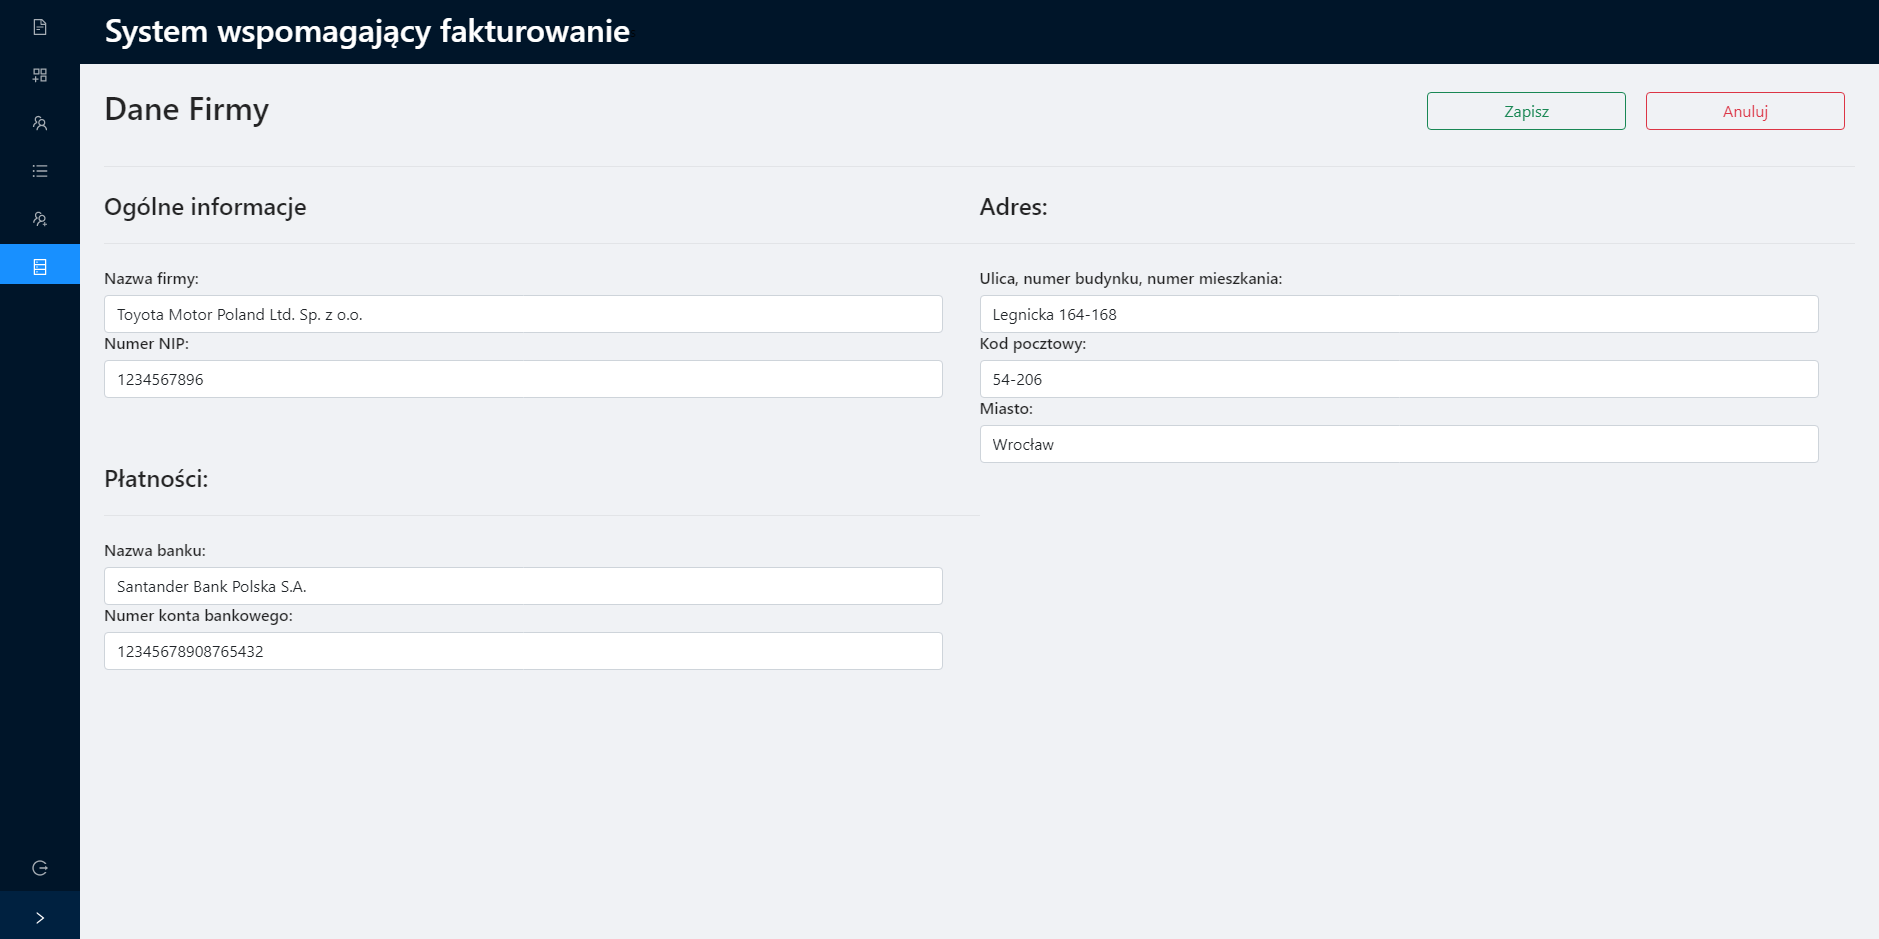 System wspomagający fakturowanie
Dane Firmy
Zapisz
Anuluj
Ogólne informacje
Nazwa firmy:
Toyota Motor Poland Ltd. Sp. z o.o.
Numer NIP:
1234567896
Adres:
Ulica, numer budynku, numer mieszkania:
Legnicka 164-168
Kod pocztowy:
54-206
Miasto:
Wrocław
Płatności:
Nazwa banku:
Santander Bank Polska S.A.
Numer konta bankowego:
12345678908765432